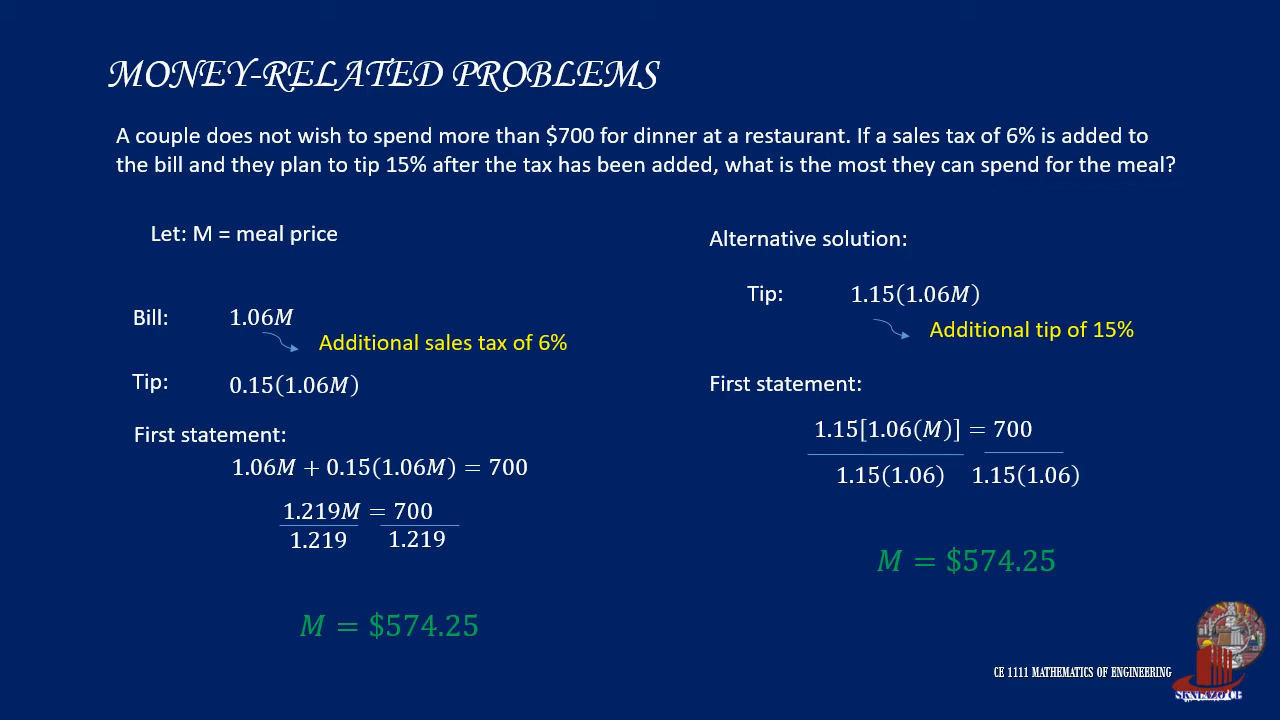 MONEY-RELATED PROBLEMS
A couple does not wish to spend more than $700 for dinner at a restaurant. If a sales tax of 6% is added to
the bill and they plan to tip 15% after the tax has been added, what is the most they can spend for the meal?
Let: M = meal price
Bill: 1.06M
Additional sales tax of 6%
Tip: 0.15(1.06M)
First statement:
1.06M + 0.15(1.06M) = 700
1.219M = 700
1.219 1.219
M = $574.25
Alternative solution:
Tip: 1.15(1.06M)
Additional tip of 15%
First statement:
1.15[1.06(M)] = 700
1.15(1.06) 1.15(1.06)
M = $574.25
CE 1111 MATHEMATICS OF ENGINEERING